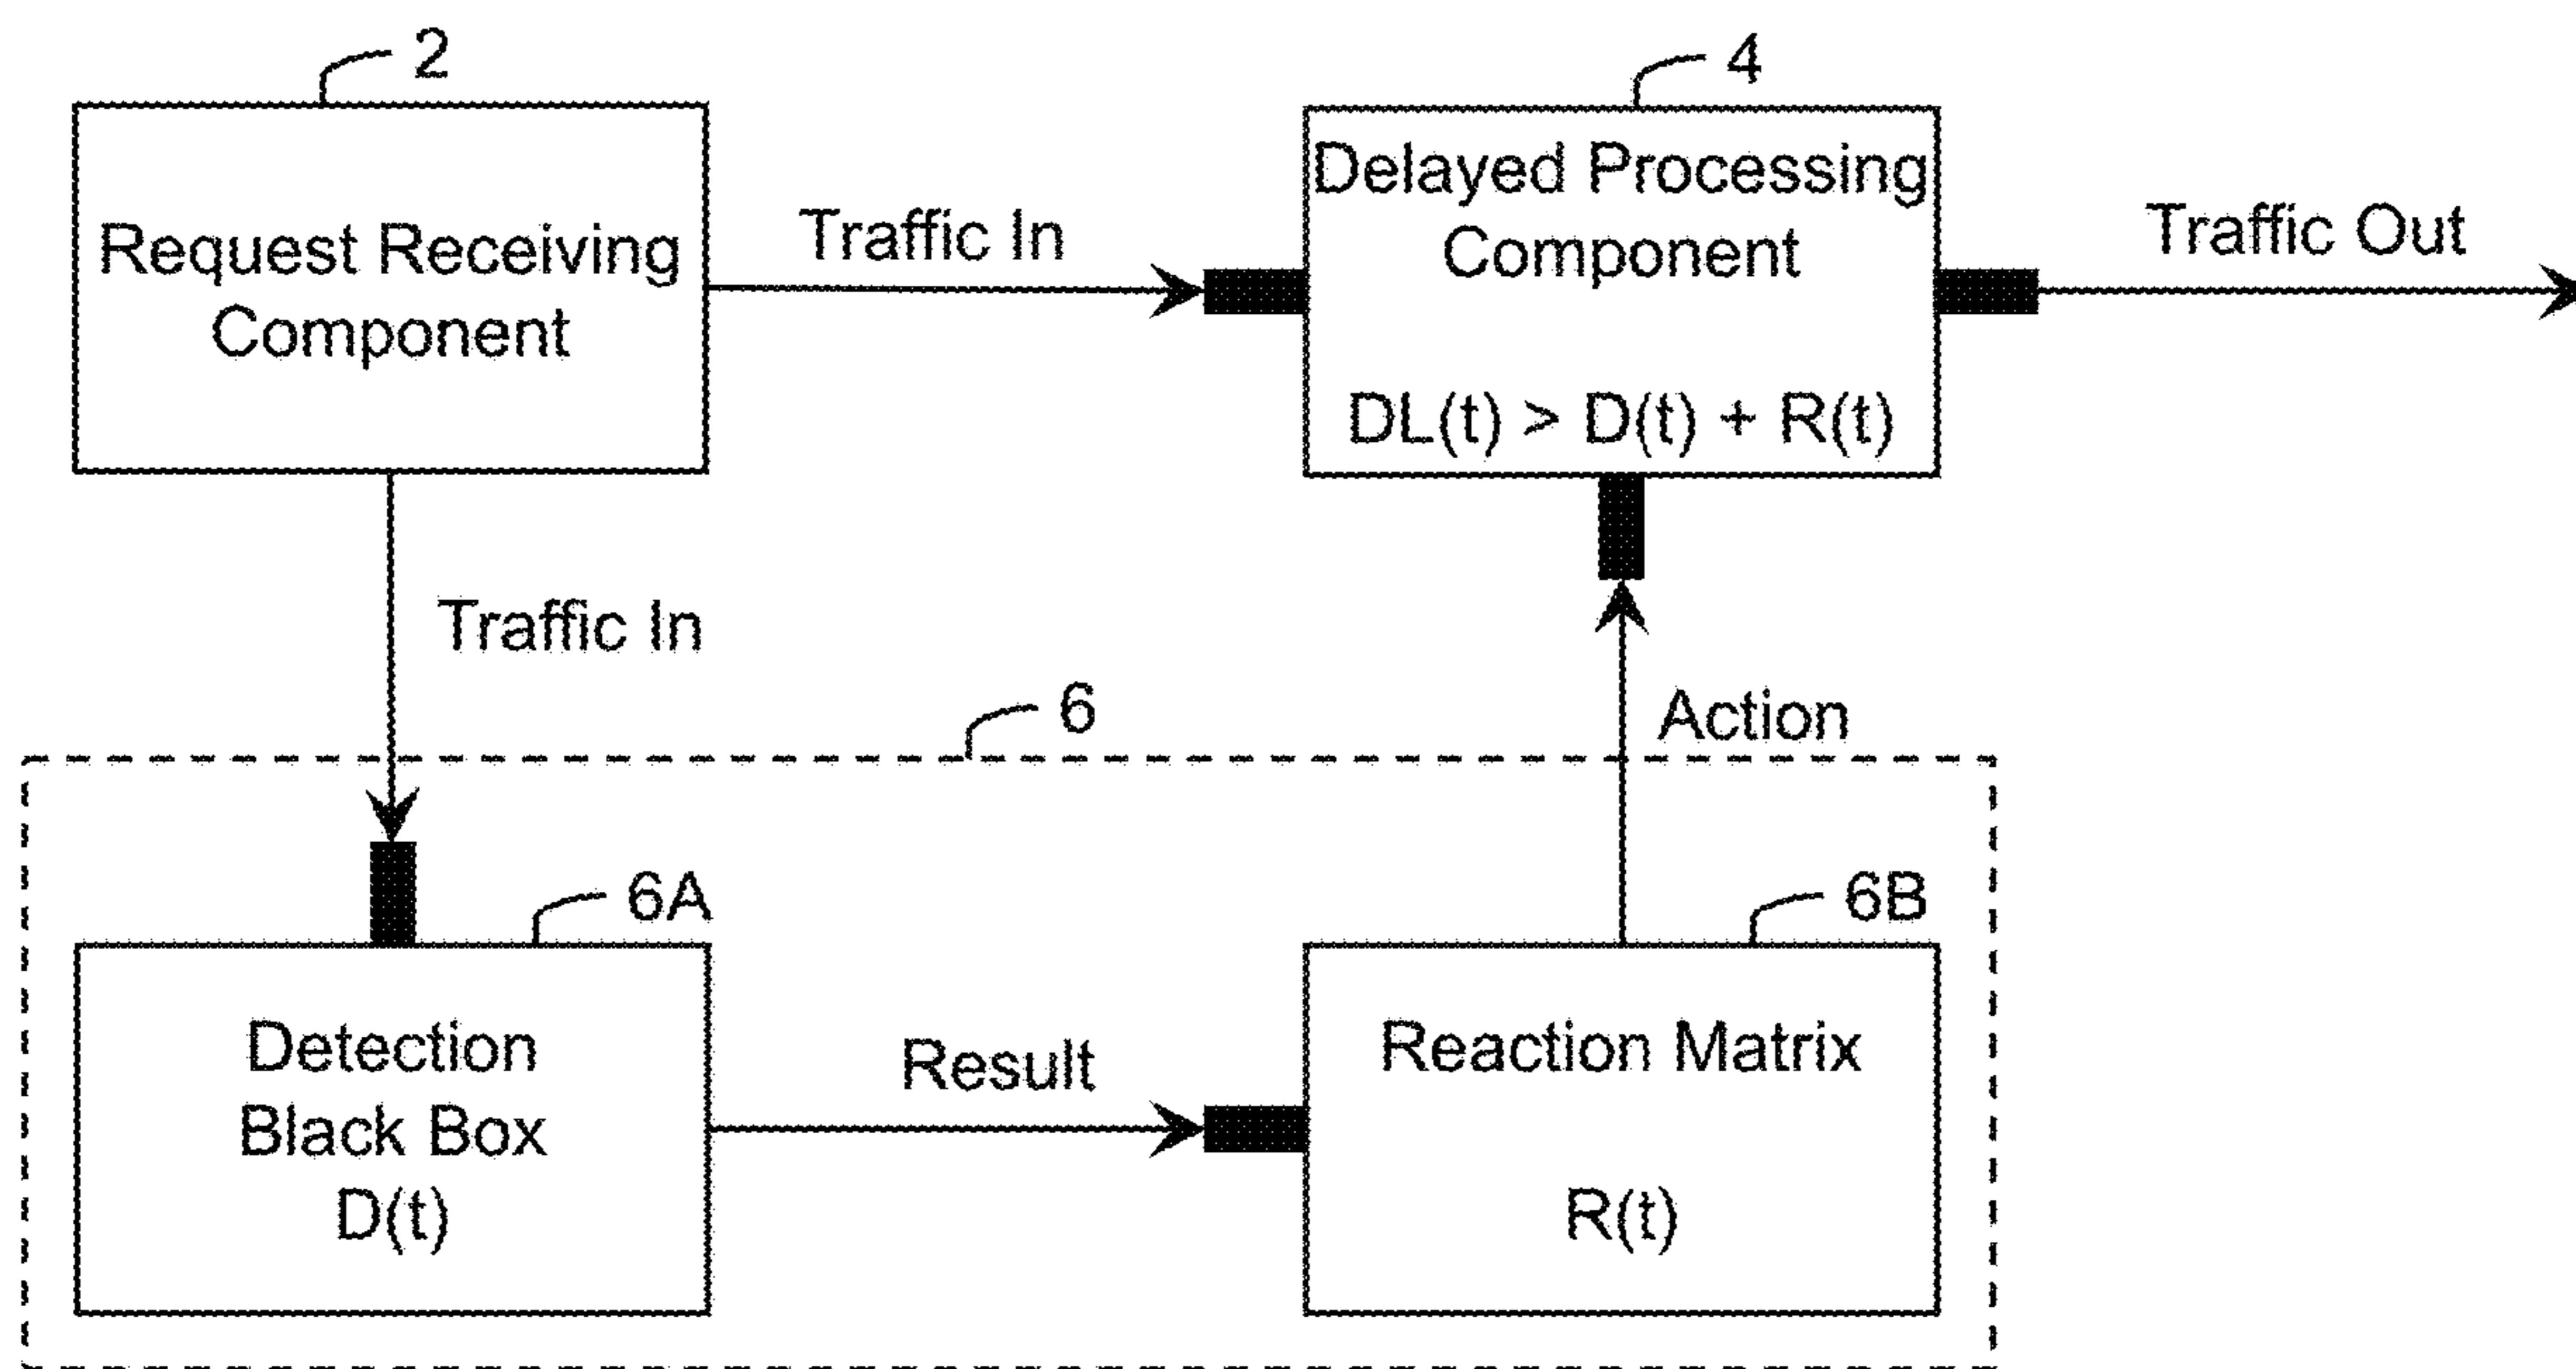 2
4
Request Receiving
Component
Traffic In
Delayed Processing
Component
DL(t) > D(t) + R(t)
Traffic Out
Traffic In
Action
6
6A
6B
Detection
Black Box
D(t)
Result
Reaction Matrix
R(t)